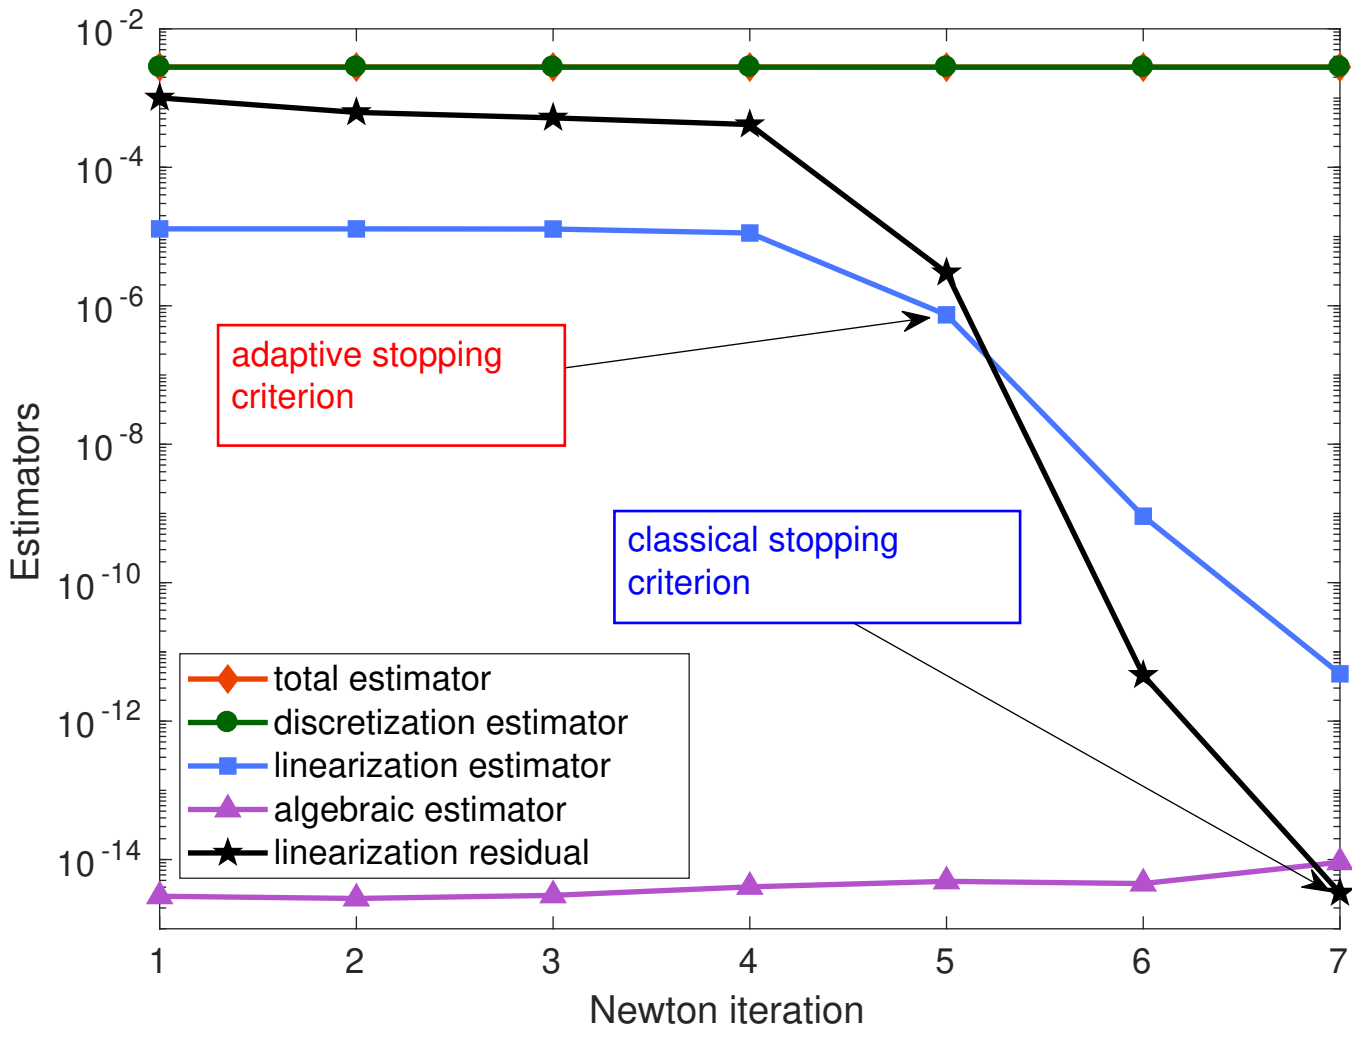 10^-2
10^-4
10^-6
10^-8
10^-10
10^-12
10^-14
Estimators
adaptive stopping
criterion
classical stopping
criterion
total estimator
discretization estimator
linearization estimator
algebraic estimator
linearization residual
1 2 3 4 5 6 7
Newton iteration